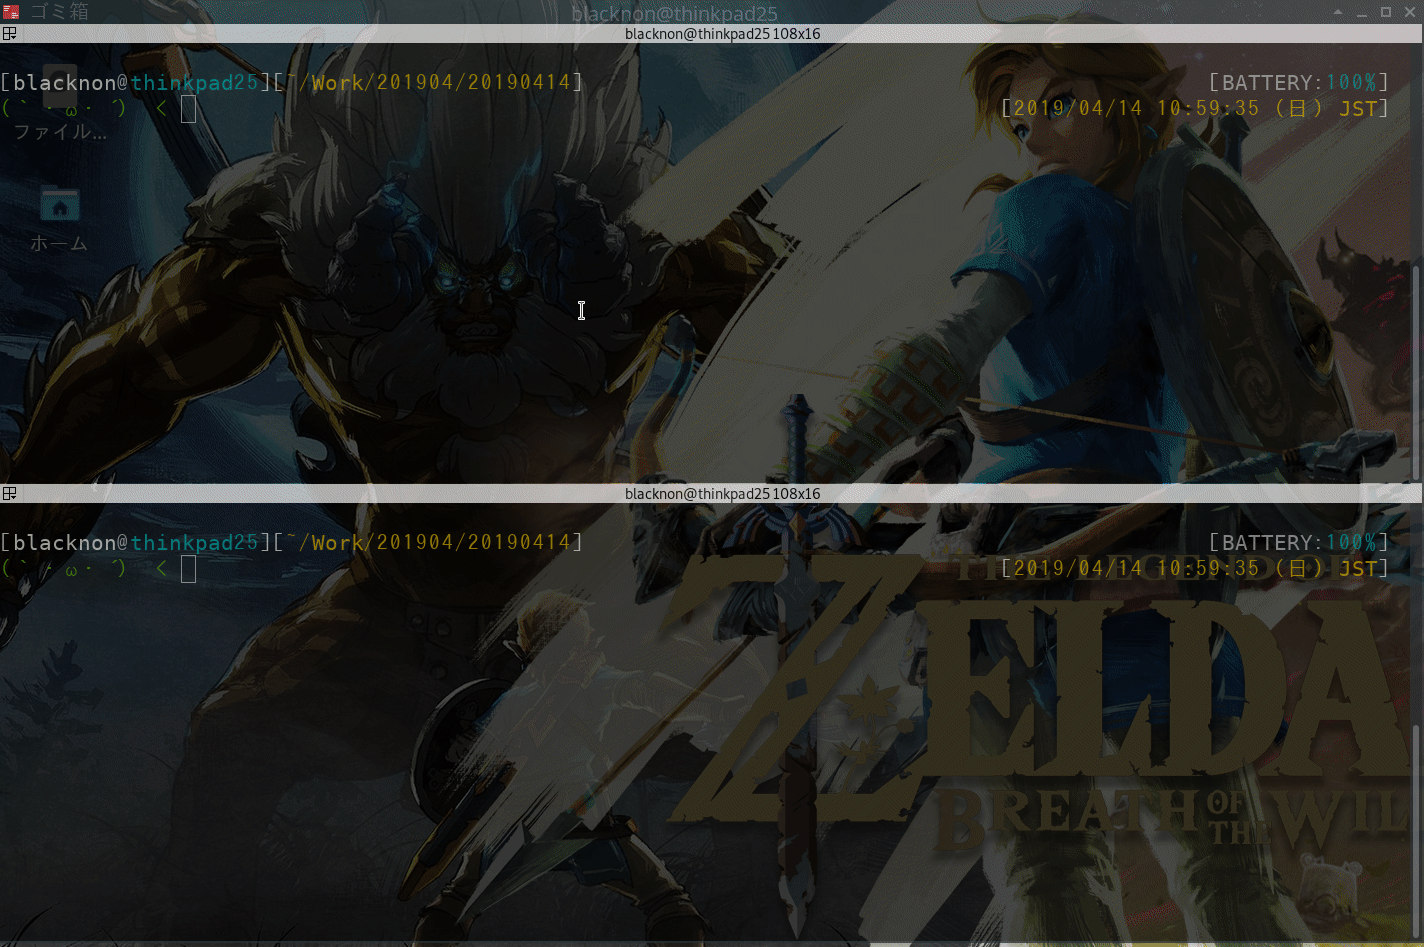 ゴミ箱
blacknon@thinkpad25
blacknon@thinkpad25 108x16
[blacknon@thinkpad25][~/Work/201904/20190414] [BATTERY:100%]
(｀・ω・´) < [2019/04/14 10:59:35 (日) JST]
ファイル...
ホーム
blacknon@thinkpad25 108x16
[blacknon@thinkpad25][~/Work/201904/20190414] [BATTERY:100%]
(｀・ω・´) < [2019/04/14 10:59:35 (日) JST]
THE LEGEND OF
ZELDA
BREATH OF THE WIL